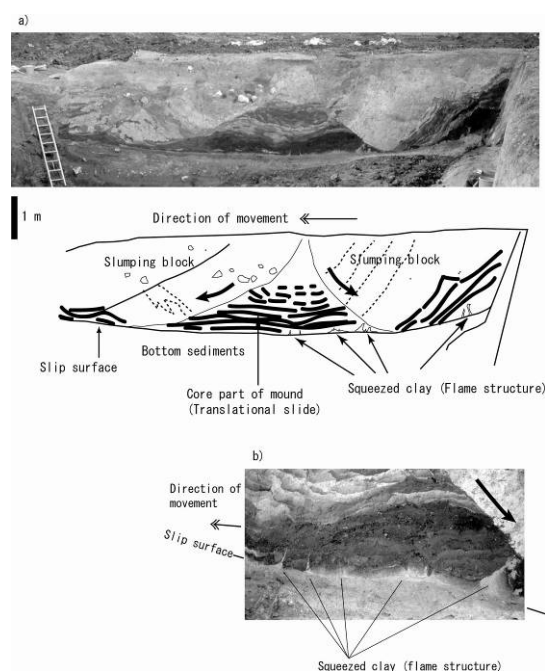 a)
1 m
Direction of movement
Slumping block
Slumping block
Bottom sediments
Slip surface
Squeezed clay (Flame structure)
Core part of mound
(Translational slide)
b)
Direction of
movement
Slip surface
Squeezed clay (flame structure)